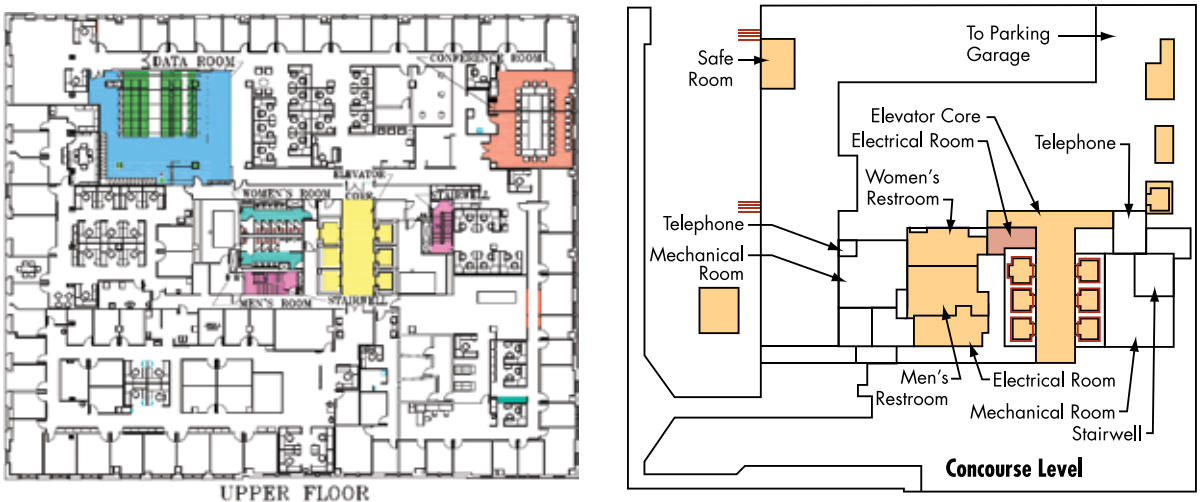 DATA ROOM
CONFERENCE ROOM
ELEVATOR
CORE
WOMEN'S ROOM
STAIRWELL
MEN'S ROOM
STAIRWELL
UPPER FLOOR
To Parking
Garage
Safe
Room
Elevator Core
Electrical Room
Telephone
Women's
Restroom
Telephone
Mechanical
Room
Men's
Restroom
Electrical Room
Mechanical Room
Stairwell
Concourse Level